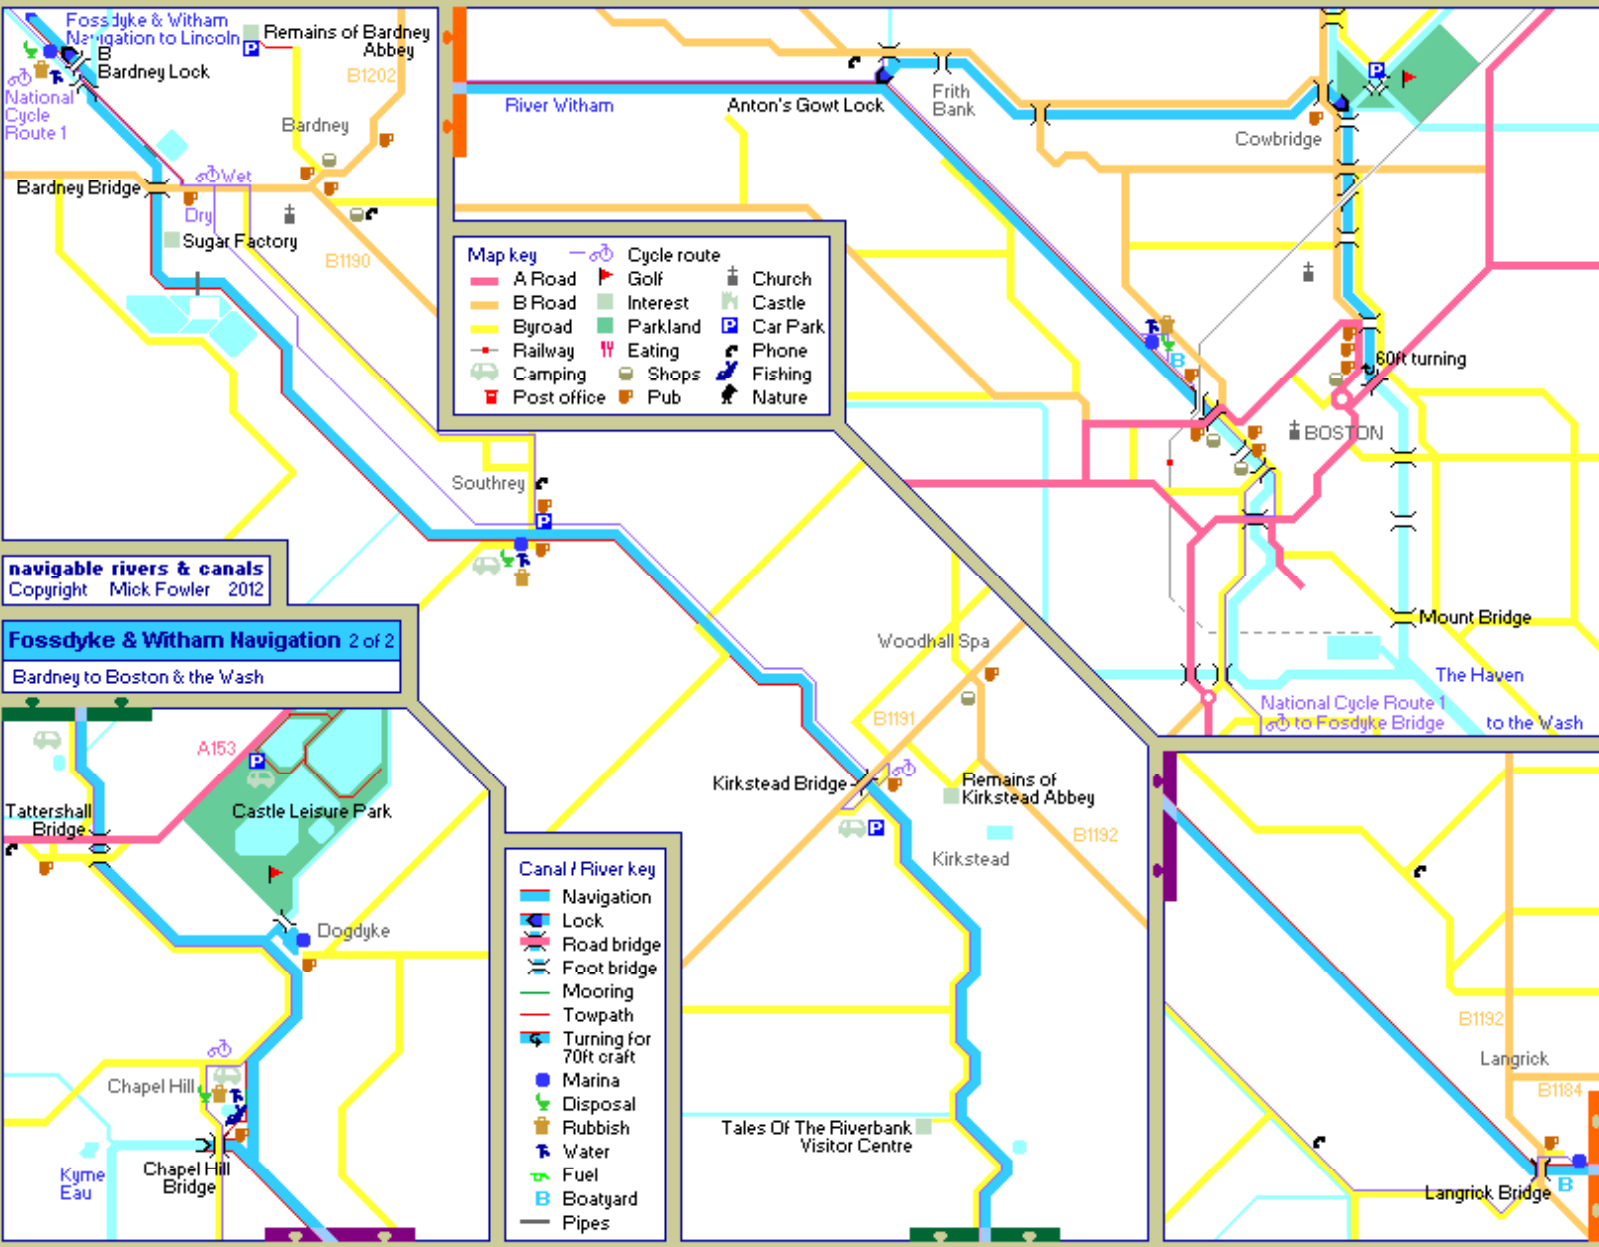 Fossdyke & Witham
Navigation to Lincoln
B
Bardney Lock
National
Cycle
Route 1
Remains of Bardney
Abbey
P
B1202
Bardney
Bardney Bridge
Wet
Dry
Sugar Factory
B1190
Southrey
P
River Witham
Anton's Gowt Lock
Frith
Bank
Cowbridge
P
60ft turning
B
BOSTON
Mount Bridge
The Haven
National Cycle Route 1
to Fosdyke Bridge
to the Wash
Map key
Cycle route
A Road
Golf
Church
B Road
Interest
Castle
Byroad
Parkland
P Car Park
Railway
Eating
Phone
Camping
Shops
Fishing
Post office
Pub
Nature
navigable rivers & canals
Copyright Mick Fowler 2012
Fossdyke & Witham Navigation 2 of 2
Bardney to Boston & the Wash
Woodhall Spa
B1191
Kirkstead Bridge
P
Remains of
Kirkstead Abbey
Kirkstead
B1192
Tales Of The Riverbank
Visitor Centre
A153
P
Tattershall
Bridge
Castle Leisure Park
Dogdyke
Chapel Hill
Kyme
Eau
Chapel Hill
Bridge
Canal / River key
Navigation
Lock
Road bridge
Foot bridge
Mooring
Towpath
Turning for
70ft craft
Marina
Disposal
Rubbish
Water
Fuel
B Boatyard
Pipes
B1192
Langrick
B1184
B
Langrick Bridge